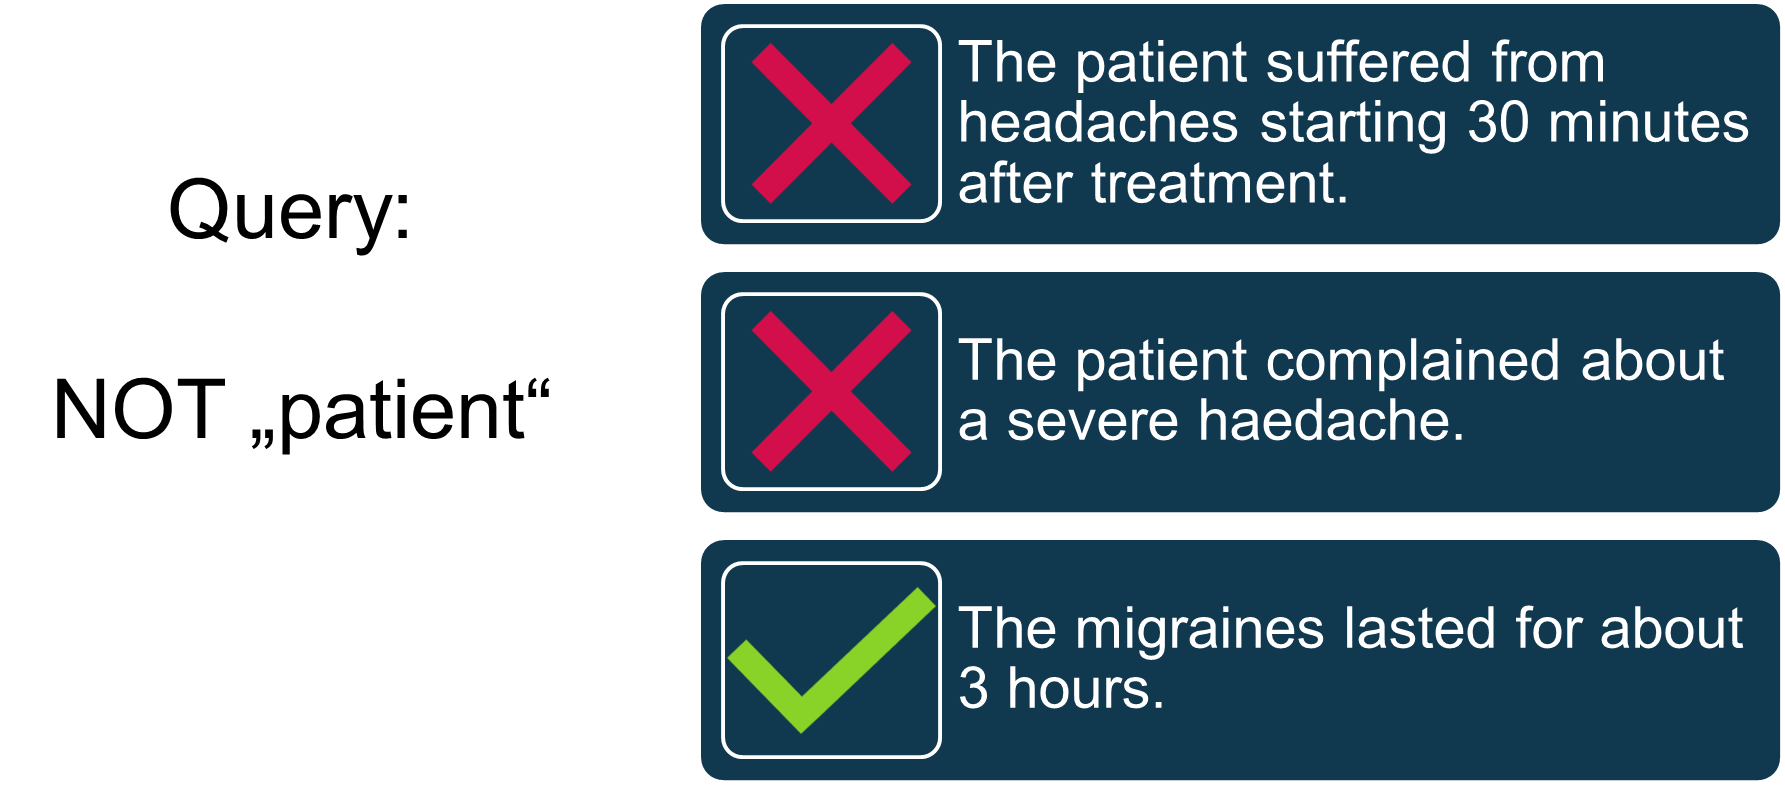 Query:
NOT „patient“
The patient suffered from
headaches starting 30 minutes
after treatment.
The patient complained about
a severe haedache.
The migraines lasted for about
3 hours.